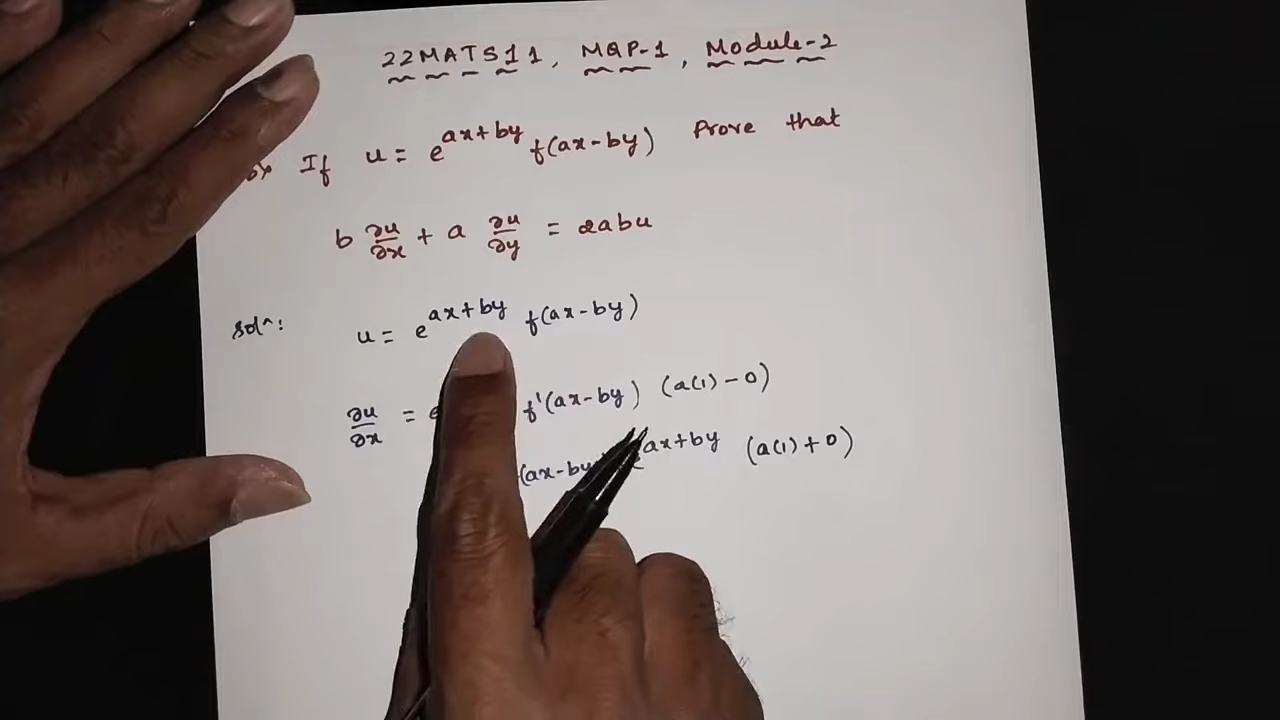 22MATS11, MQP-1, Module-2
If u = e^{ax+by} f(ax-by) Prove that
b ∂u/∂x + a ∂u/∂y = 2abu
Sol^n: u = e^{ax+by} f(ax-by)
∂u/∂x = e f'(ax-by) (a(1)-0)
(ax-by) e^{ax+by} (a(1)+0)